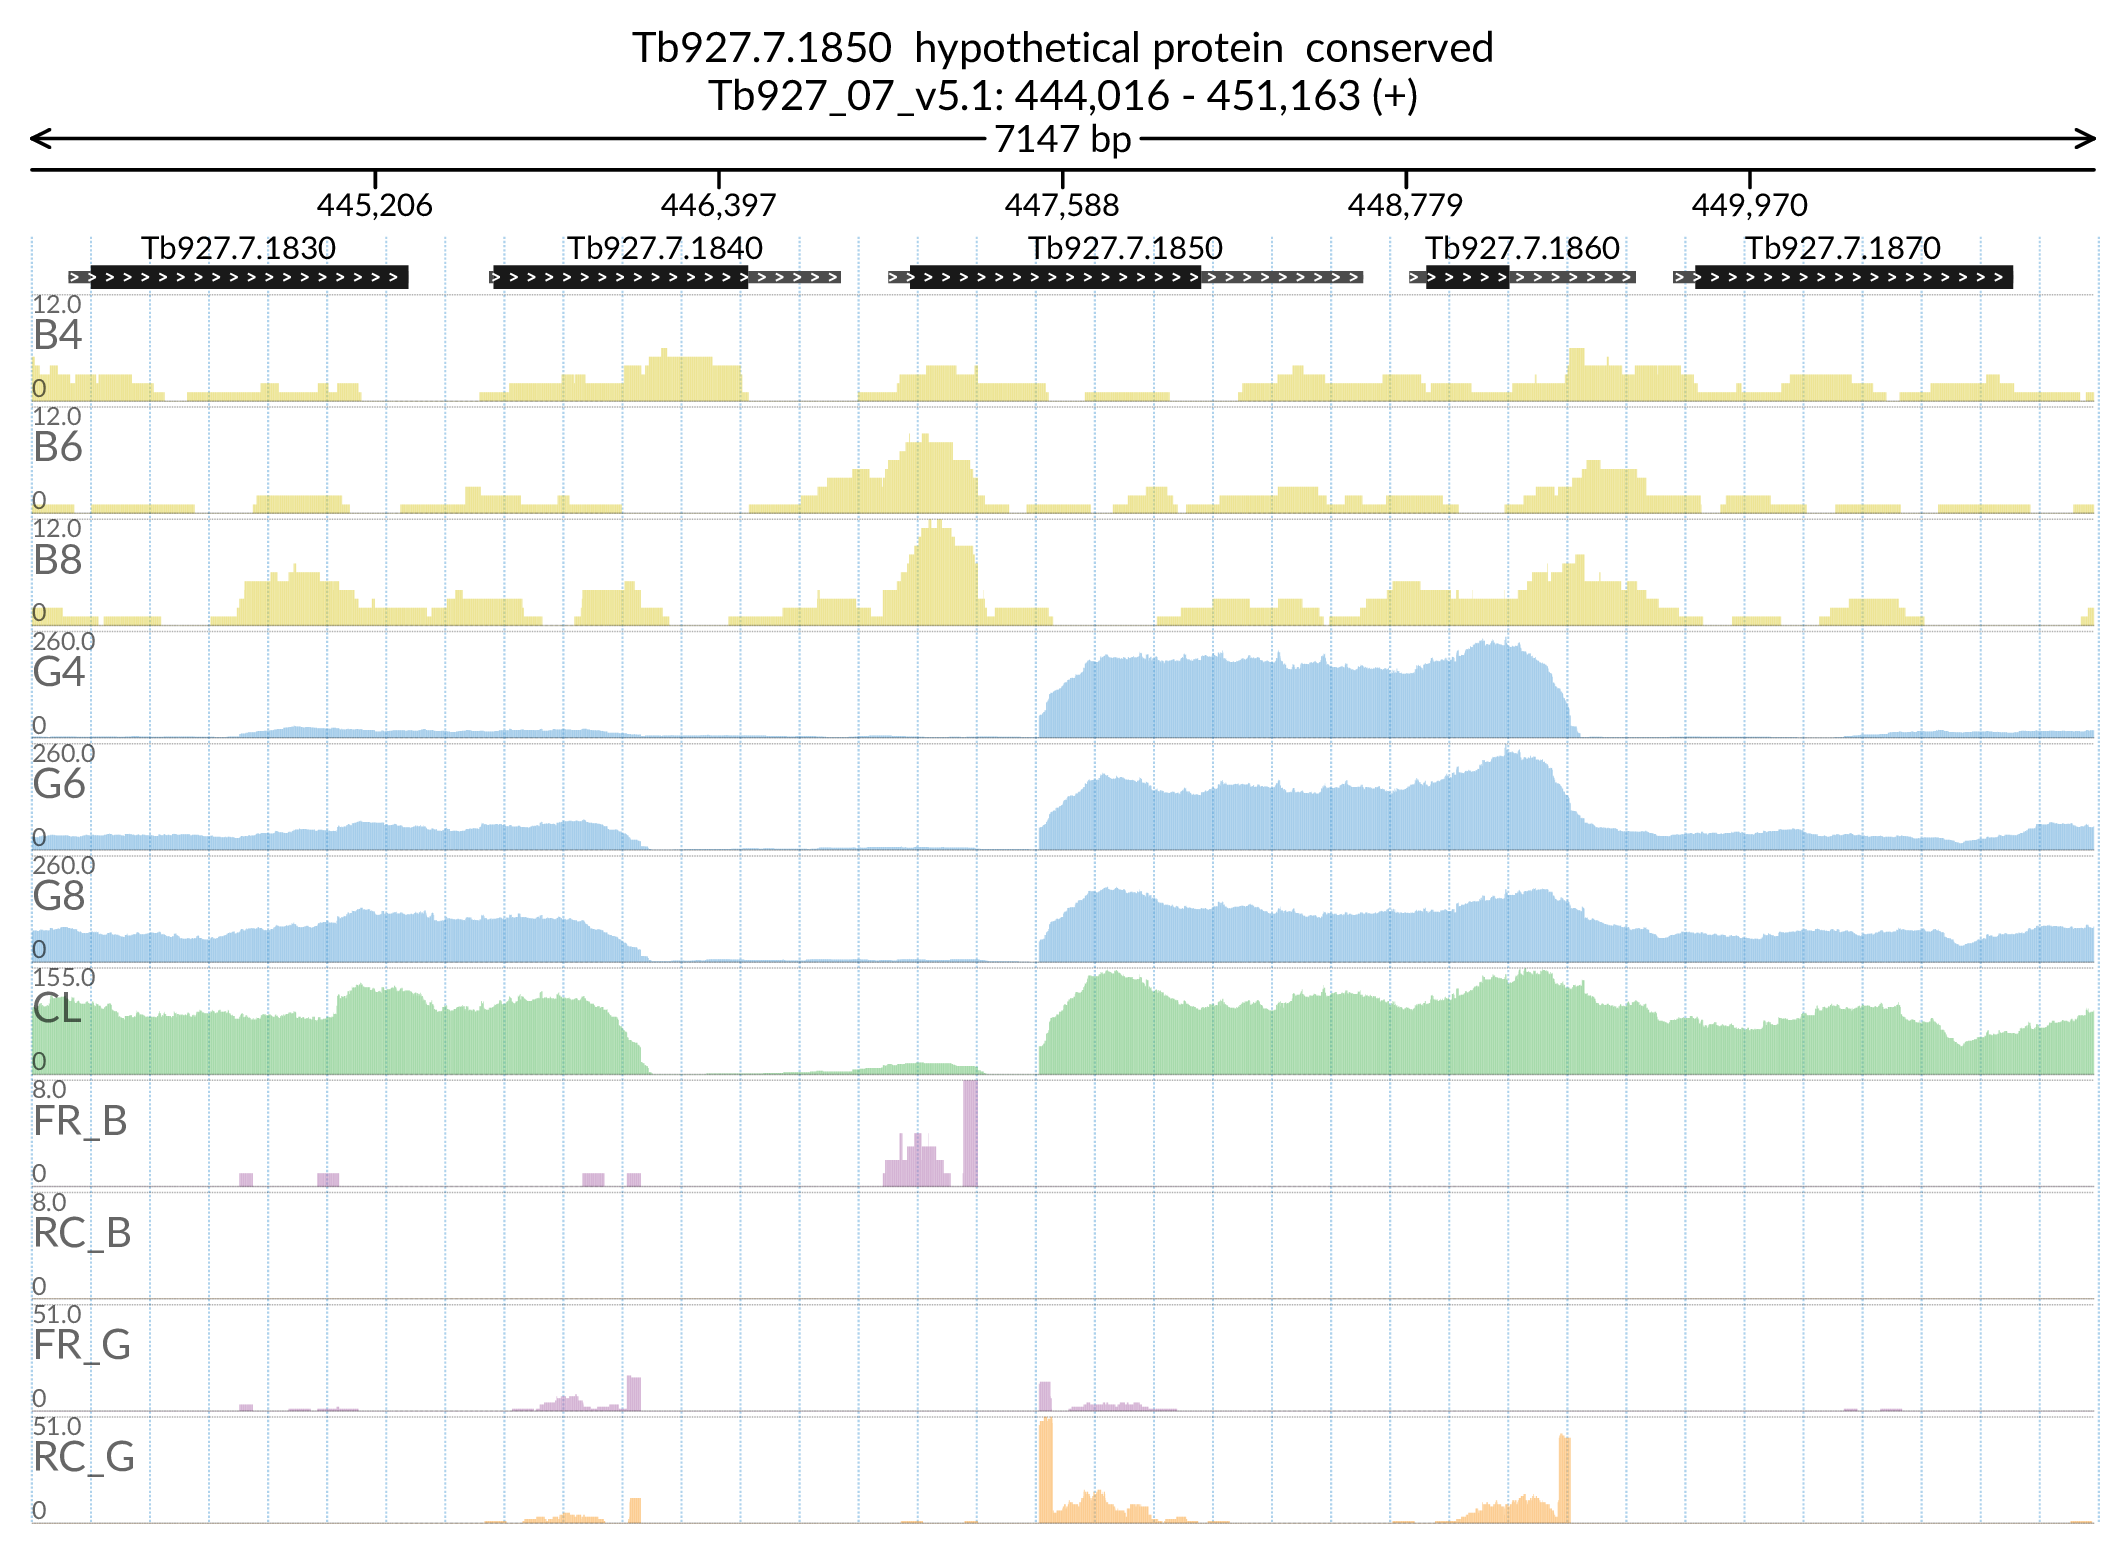 Tb927.7.1850 hypothetical protein conserved
Tb927_07_v5.1: 444,016 - 451,163 (+)
7147 bp
445,206 446,397 447,588 448,779 449,970
Tb927.7.1830 Tb927.7.1840 Tb927.7.1850 Tb927.7.1860 Tb927.7.1870
12.0
B4
0
12.0
B6
0
12.0
B8
0
260.0
G4
0
260.0
G6
0
260.0
G8
0
155.0
CL
0
8.0
FR_B
0
8.0
RC_B
0
51.0
FR_G
0
51.0
RC_G
0